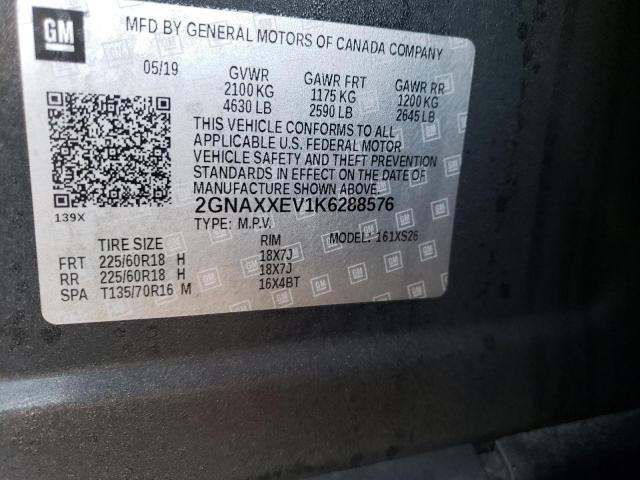 GM
MFD BY GENERAL MOTORS OF CANADA COMPANY
05/19 GVWR GAWR FRT GAWR RR
2100 KG 1175 KG 1200 KG
4630 LB 2590 LB 2645 LB
THIS VEHICLE CONFORMS TO ALL
APPLICABLE U.S. FEDERAL MOTOR
VEHICLE SAFETY AND THEFT PREVENTION
STANDARDS IN EFFECT ON THE DATE OF
MANUFACTURE SHOWN ABOVE.
139X
2GNAXXEV1K6288576
TYPE: M.P.V. MODEL: 161XS26
TIRE SIZE RIM
FRT 225/60R18 H 18X7J
RR 225/60R18 H 18X7J
SPA T135/70R16 M 16X4BT